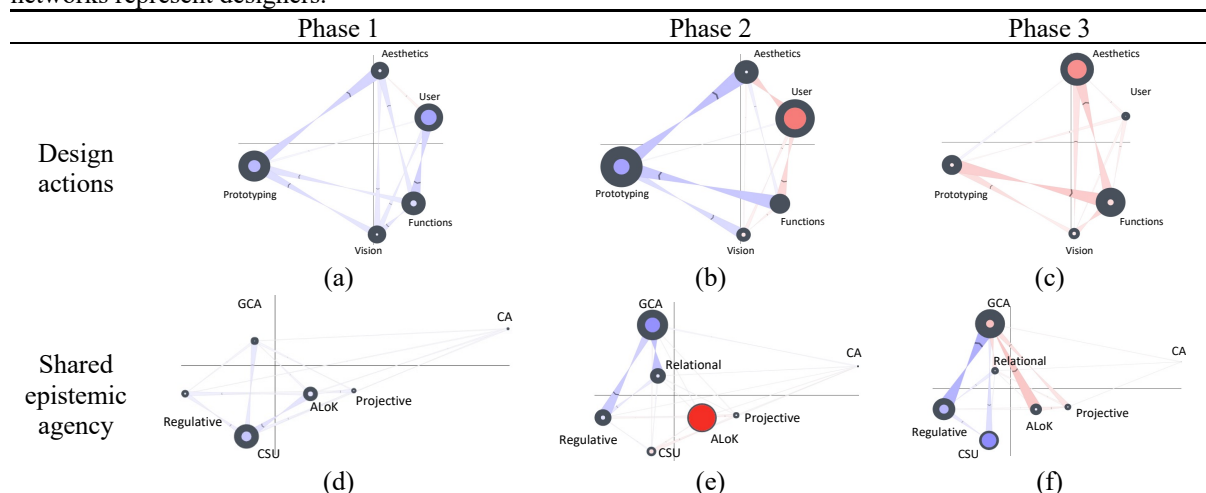 networks represent designers.
Phase 1 Phase 2 Phase 3
Design
actions
Aesthetics
User
Prototyping
Functions
Vision
(a)
Aesthetics
User
Prototyping
Functions
Vision
(b)
Aesthetics
User
Prototyping
Functions
Vision
(c)
Shared
epistemic
agency
GCA
CA
Regulative
ALoK
Projective
CSU
(d)
GCA
CA
Relational
Regulative
ALoK
Projective
CSU
(e)
GCA
CA
Relational
Regulative
ALoK
Projective
CSU
(f)